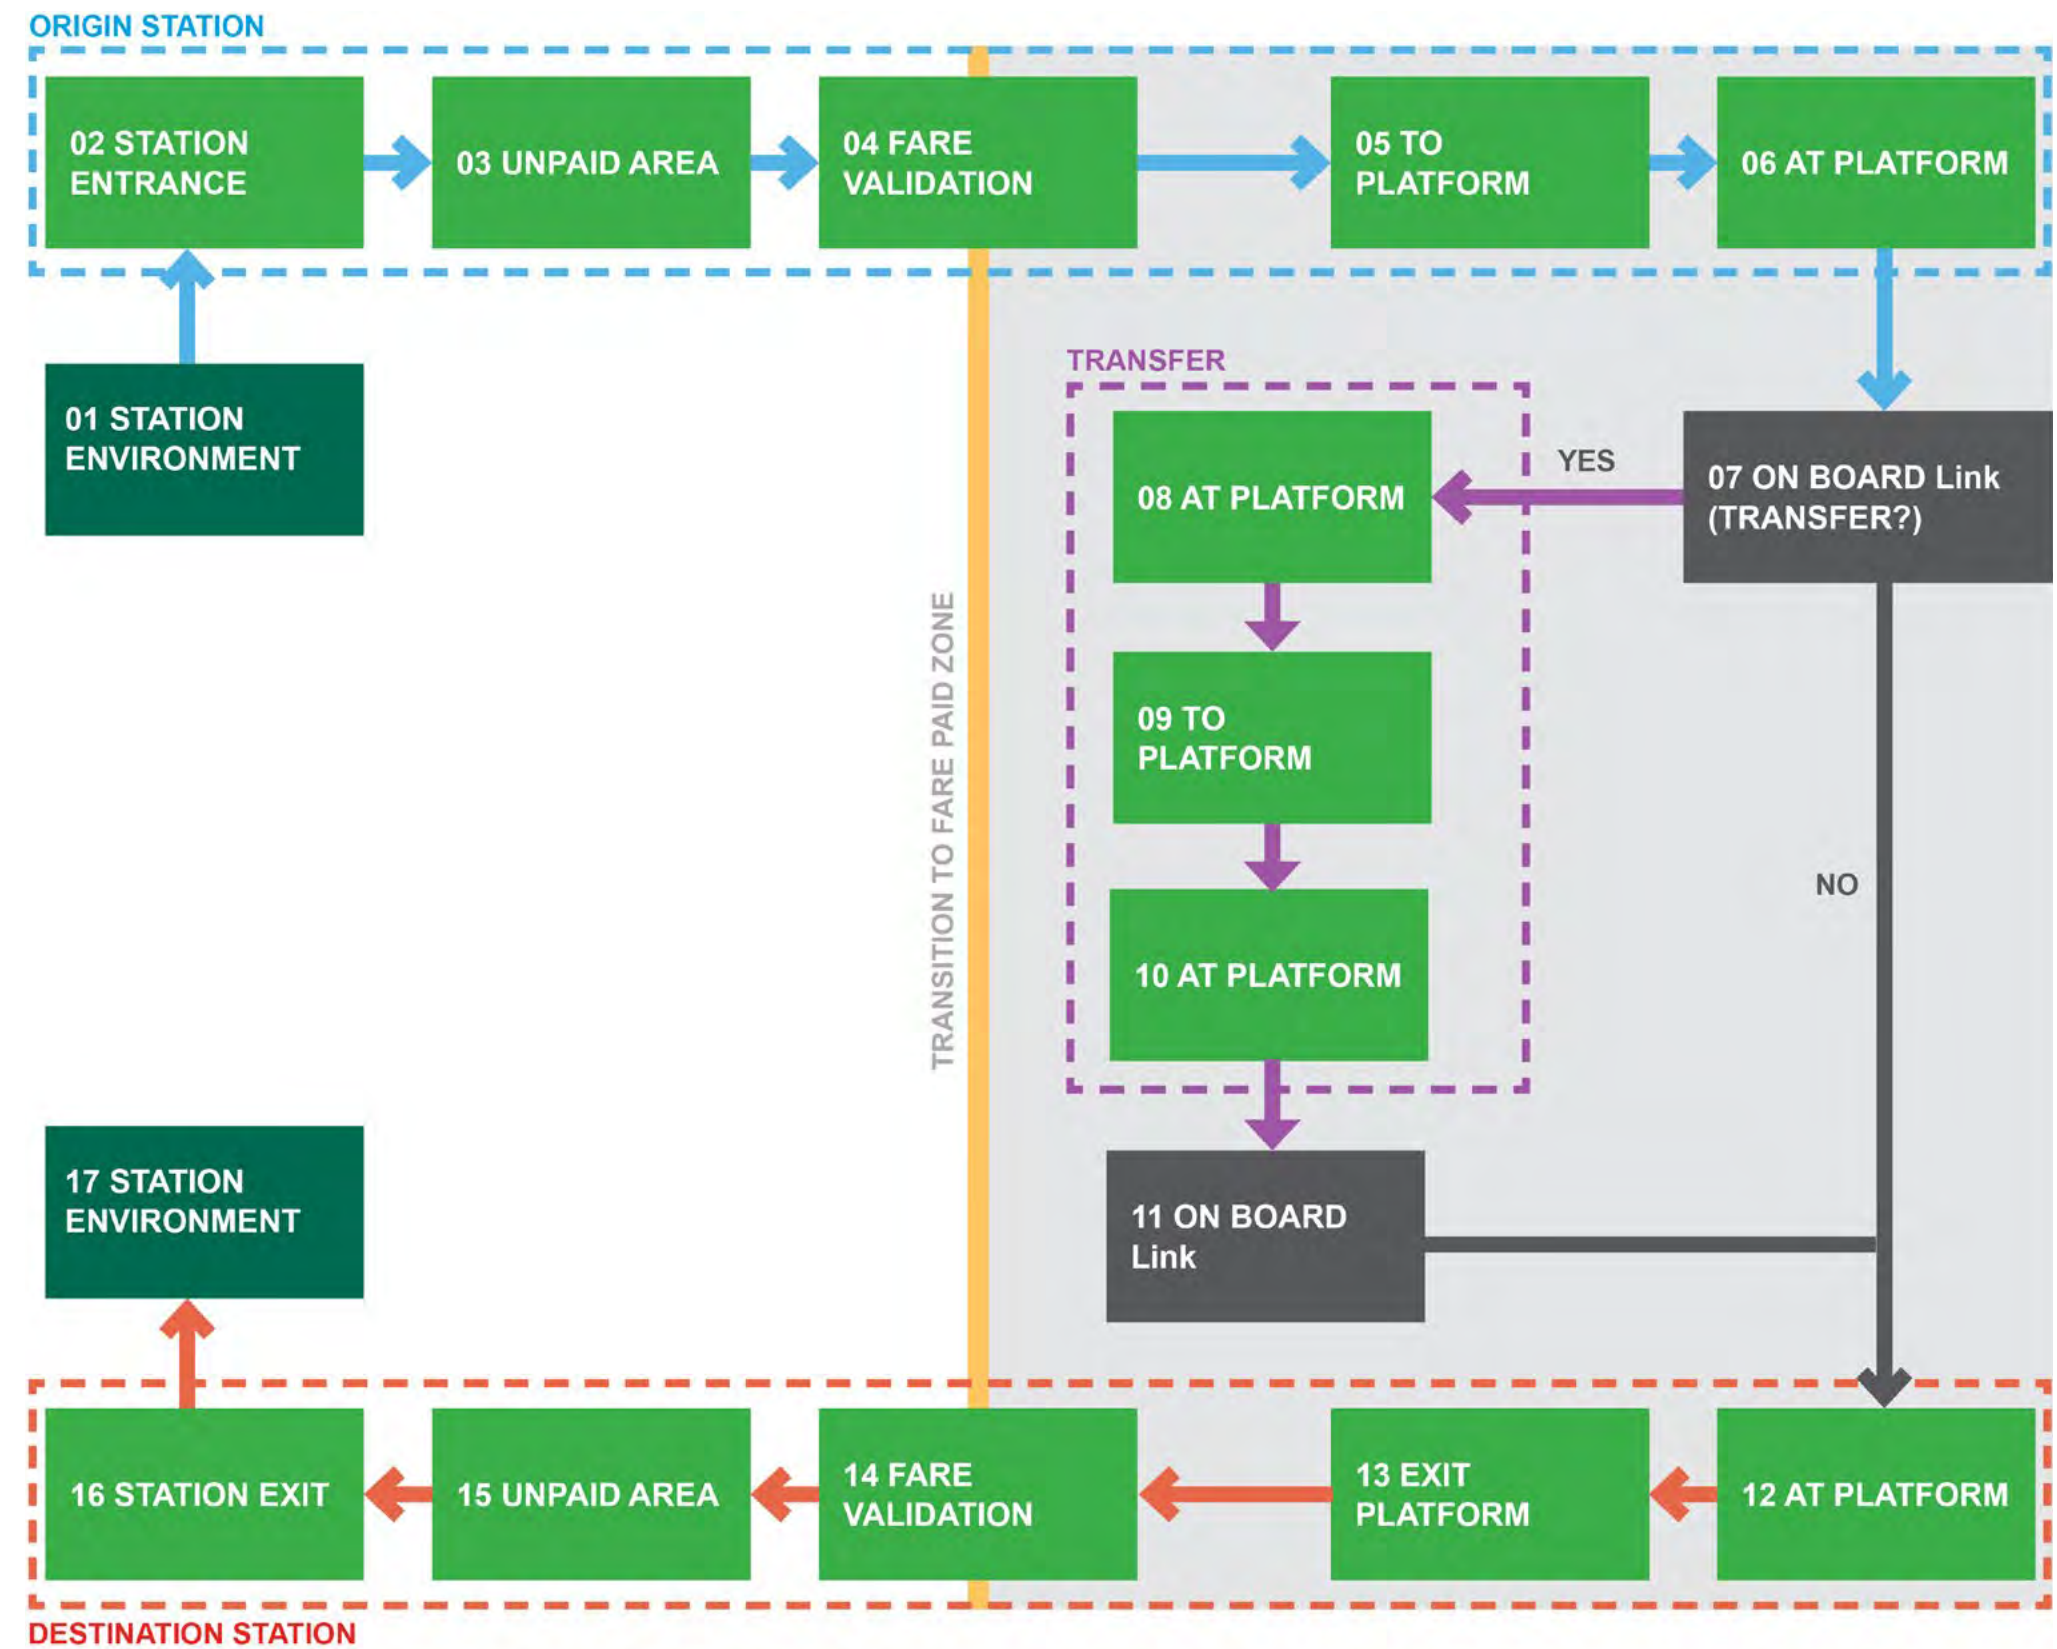 ORIGIN STATION
02 STATION
ENTRANCE
03 UNPAID AREA
04 FARE
VALIDATION
05 TO
PLATFORM
06 AT PLATFORM
01 STATION
ENVIRONMENT
TRANSFER
08 AT PLATFORM
YES
07 ON BOARD Link
(TRANSFER?)
09 TO
PLATFORM
TRANSITION TO FARE PAID ZONE
NO
10 AT PLATFORM
11 ON BOARD
Link
17 STATION
ENVIRONMENT
16 STATION EXIT
15 UNPAID AREA
14 FARE
VALIDATION
13 EXIT
PLATFORM
12 AT PLATFORM
DESTINATION STATION